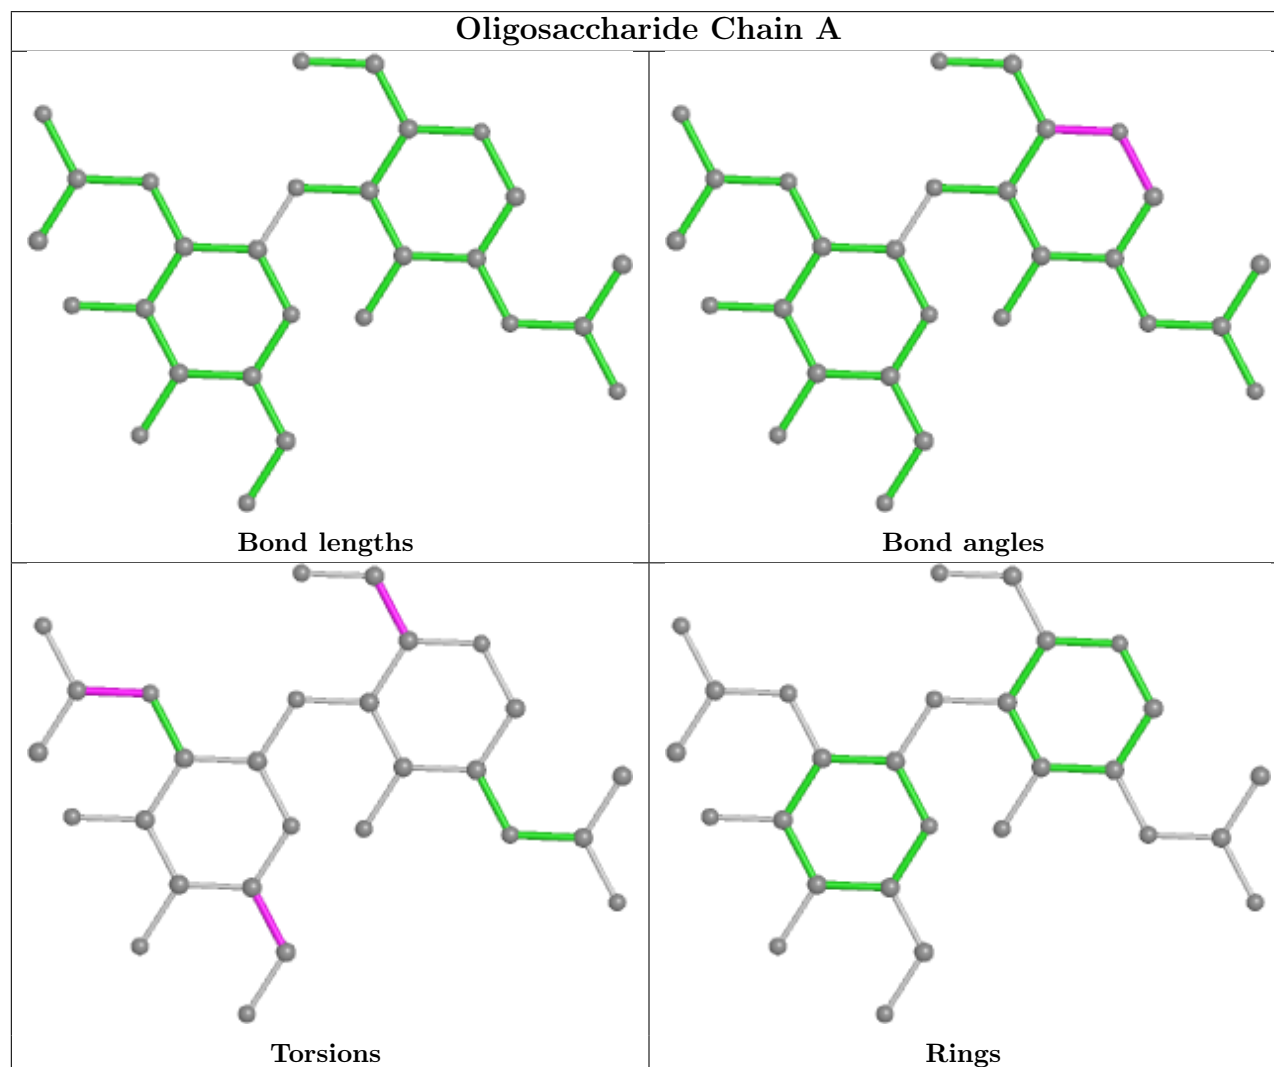 Oligosaccharide Chain A
Bond lengths
Bond angles
Torsions
Rings